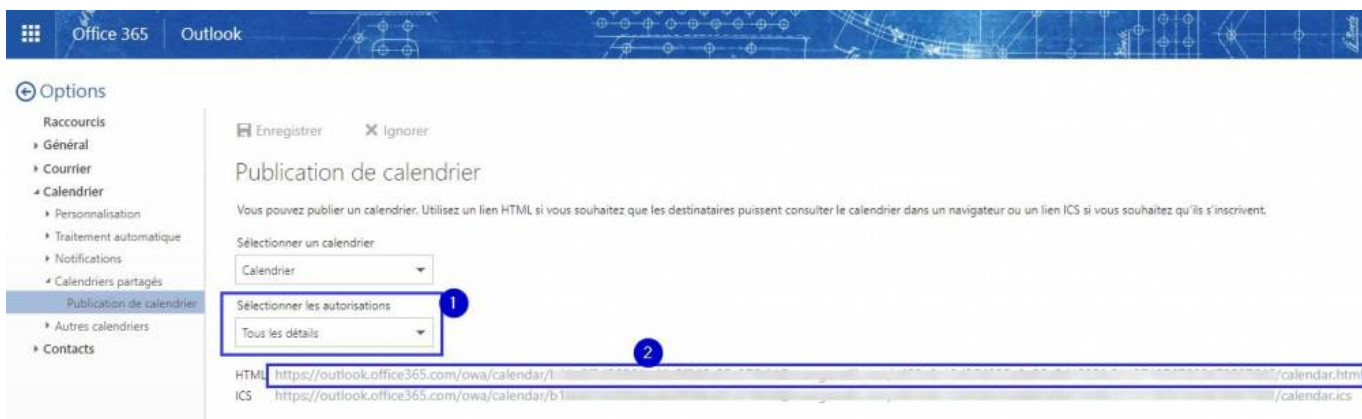 Office 365 Outlook
Options
Raccourcis
Général
Courrier
Calendrier
Personnalisation
Traitement automatique
Notifications
Calendriers partagés
Publication de calendrier
Autres calendriers
Contacts
Enregistrer Ignorer
Publication de calendrier
Vous pouvez publier un calendrier. Utilisez un lien HTML si vous souhaitez que les destinataires puissent consulter le calendrier dans un navigateur ou un lien ICS si vous souhaitez qu'ils s'inscrivent.
Sélectionner un calendrier
Calendrier
Sélectionner les autorisations 1
Tous les détails
2
HTML https://outlook.office365.com/owa/calendar/ /calendar.html
ICS https://outlook.office365.com/owa/calendar/b1 /calendar.ics